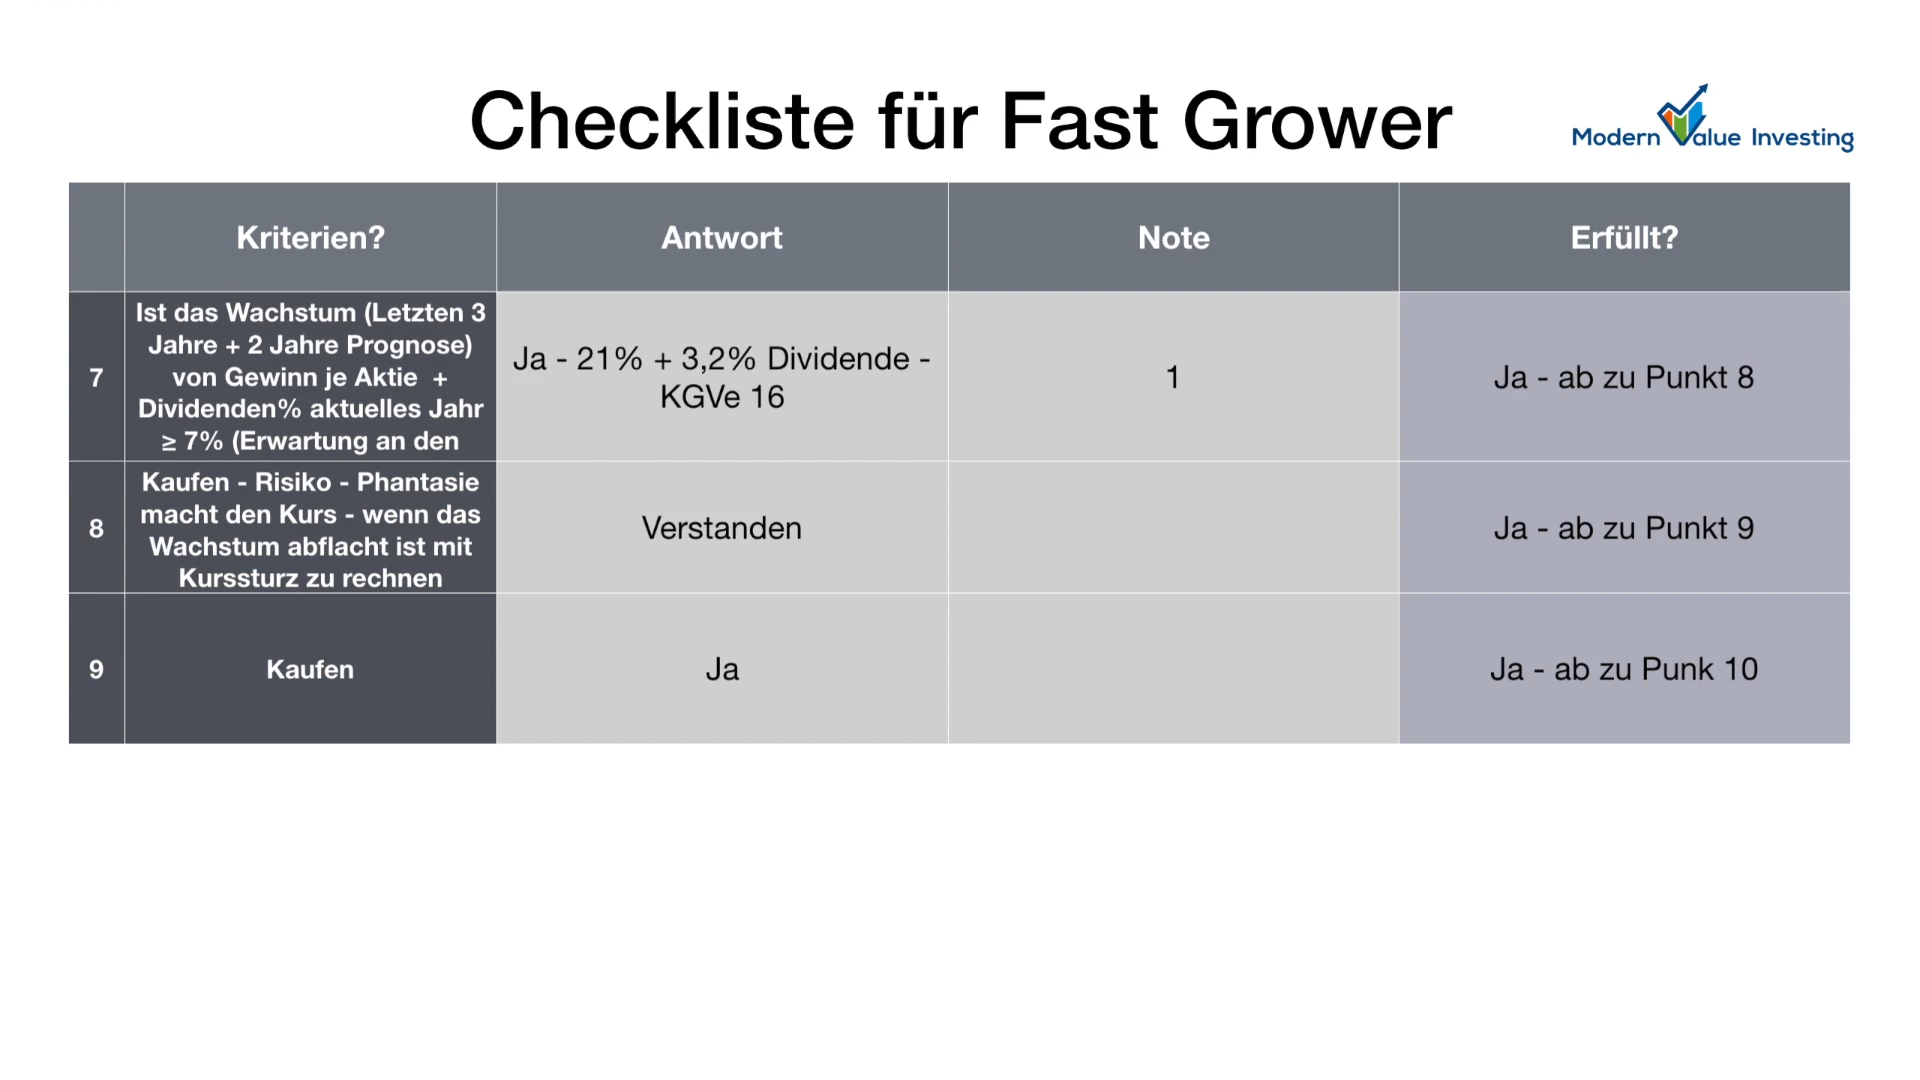 Checkliste für Fast Grower
Modern Value Investing
Kriterien?
Antwort
Note
Erfüllt?
7
Ist das Wachstum (Letzten 3
Jahre + 2 Jahre Prognose)
von Gewinn je Aktie +
Dividenden% aktuelles Jahr
≥ 7% (Erwartung an den
Ja - 21% + 3,2% Dividende -
KGVe 16
1
Ja - ab zu Punkt 8
8
Kaufen - Risiko - Phantasie
macht den Kurs - wenn das
Wachstum abflacht ist mit
Kurssturz zu rechnen
Verstanden
Ja - ab zu Punkt 9
9
Kaufen
Ja
Ja - ab zu Punk 10